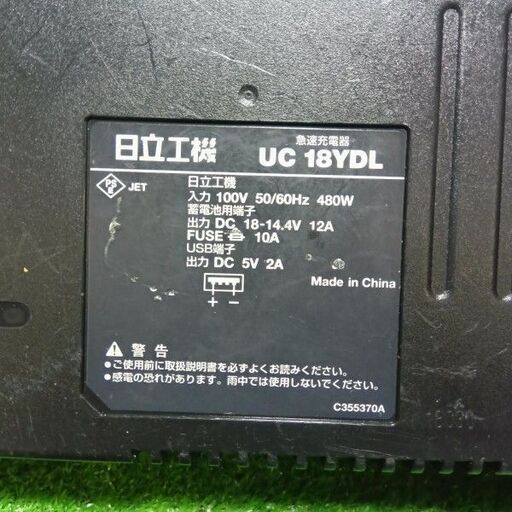 日立工機
急速充電器
UC 18YDL
PS
E
JET
日立工機
入力 100V 50/60Hz 480W
蓄電池用端子
出力 DC 18-14.4V 12A
FUSE 10A
USB端子
出力 DC 5V 2A
+ −
Made in China
警告
●ご使用前に取扱説明書を必ずよくお読みください。
●感電の恐れがあります。雨中では使用しないでください。
C355370A